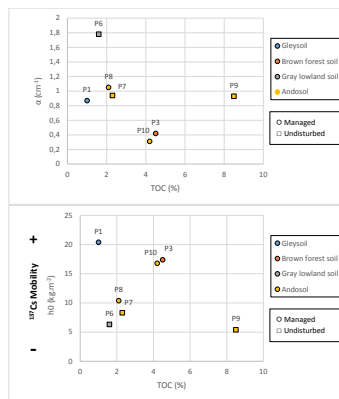 2
1,8
1,6
1,4
1,2
1
0,8
0,6
0,4
0,2
0
α (cm⁻¹)
P6
P8
P1
P7
P9
P3
P10
0 2 4 6 8 10
TOC (%)
Gleysoil
Brown forest soil
Gray lowland soil
Andosol
Managed
Undisturbed
+
¹³⁷Cs Mobility
-
h0 (kg.m⁻²)
25
20
15
10
5
0
P1
P10
P3
P8
P7
P6
P9
0 2 4 6 8 10
TOC (%)
Gleysoil
Brown forest soil
Gray lowland soil
Andosol
Managed
Undisturbed